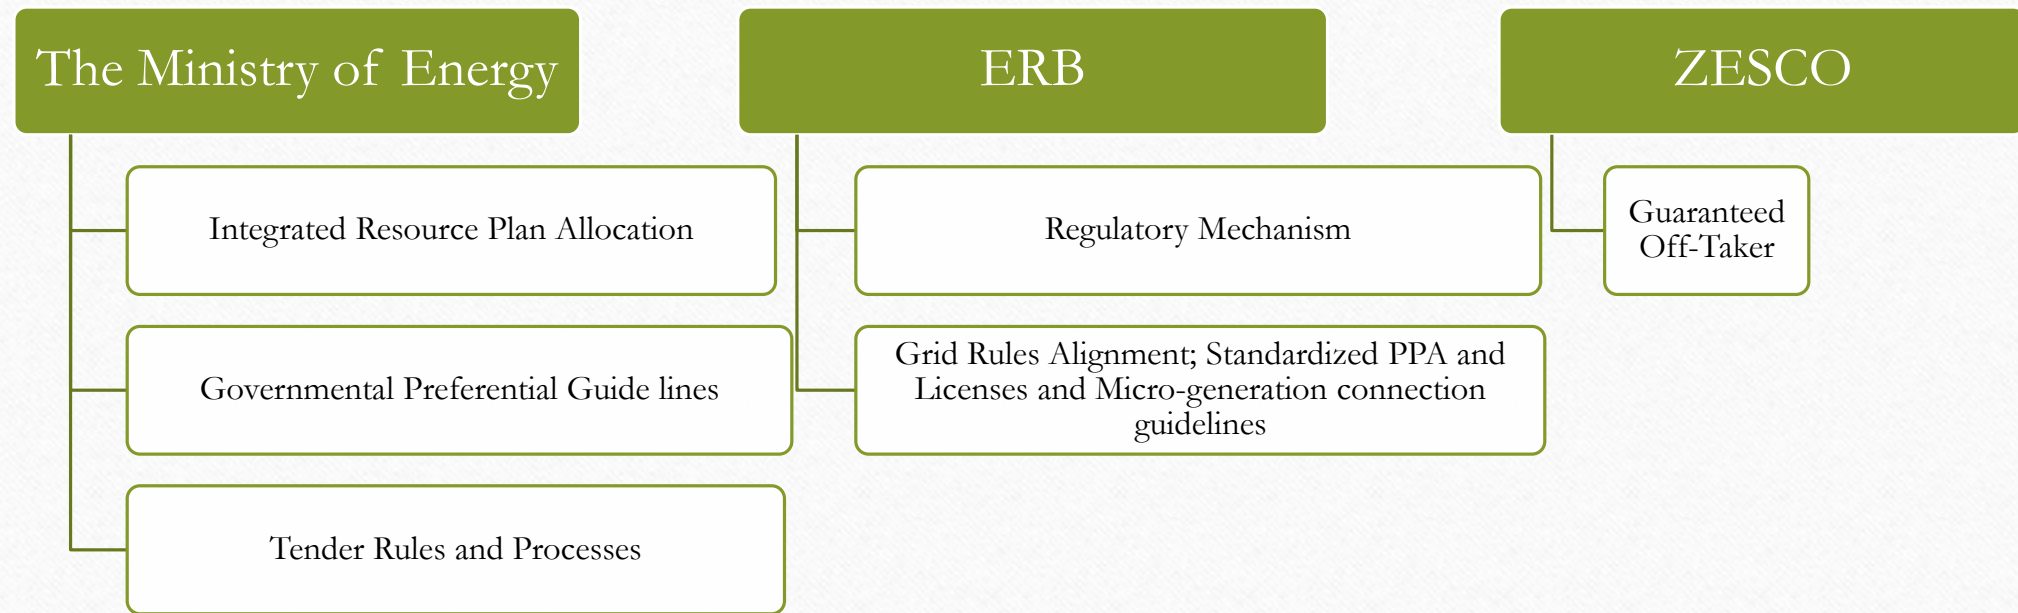 The Ministry of Energy
Integrated Resource Plan Allocation
Governmental Preferential Guide lines
Tender Rules and Processes
ERB
Regulatory Mechanism
Grid Rules Alignment; Standardized PPA and
Licenses and Micro-generation connection
guidelines
ZESCO
Guaranteed
Off-Taker